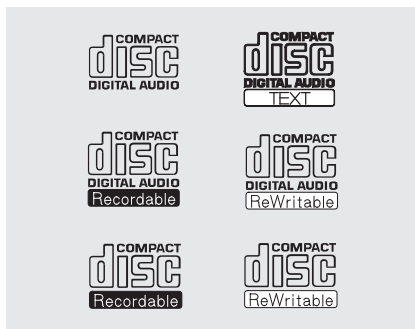 COMPACT
disc
DIGITAL AUDIO
COMPACT
disc
DIGITAL AUDIO
TEXT
COMPACT
disc
DIGITAL AUDIO
Recordable
COMPACT
disc
DIGITAL AUDIO
ReWritable
COMPACT
disc
Recordable
COMPACT
disc
ReWritable